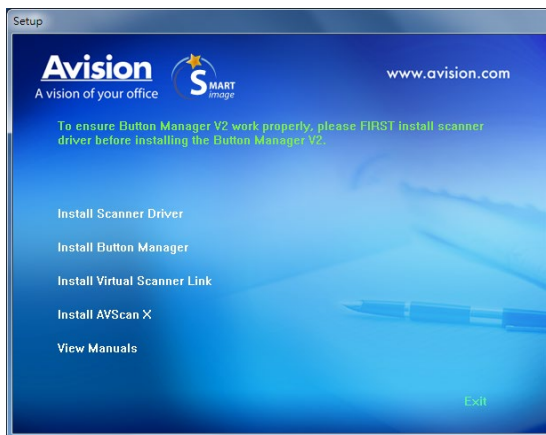 Setup
Avision
A vision of your office
SMART
image
www.avision.com
To ensure Button Manager V2 work properly, please FIRST install scanner
driver before installing the Button Manager V2.
Install Scanner Driver
Install Button Manager
Install Virtual Scanner Link
Install AVScan X
View Manuals
Exit